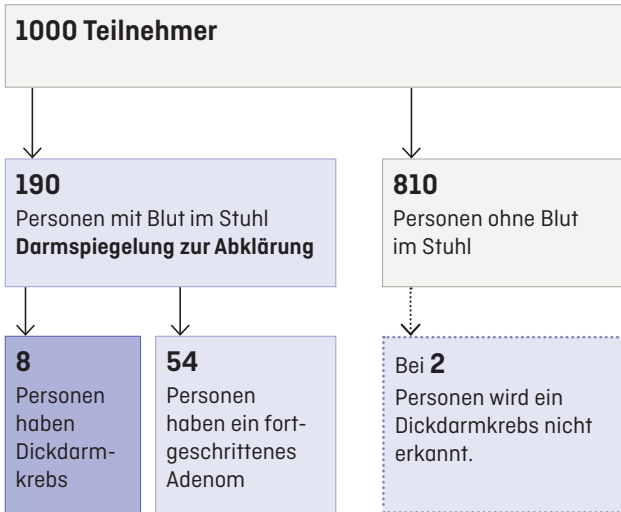 1000 Teilnehmer
190
Personen mit Blut im Stuhl
Darmspiegelung zur Abklärung
810
Personen ohne Blut
im Stuhl
8
Personen
haben
Dickdarm-
krebs
54
Personen
haben ein fort-
geschrittenes
Adenom
Bei 2
Personen wird ein
Dickdarmkrebs nicht
erkannt.